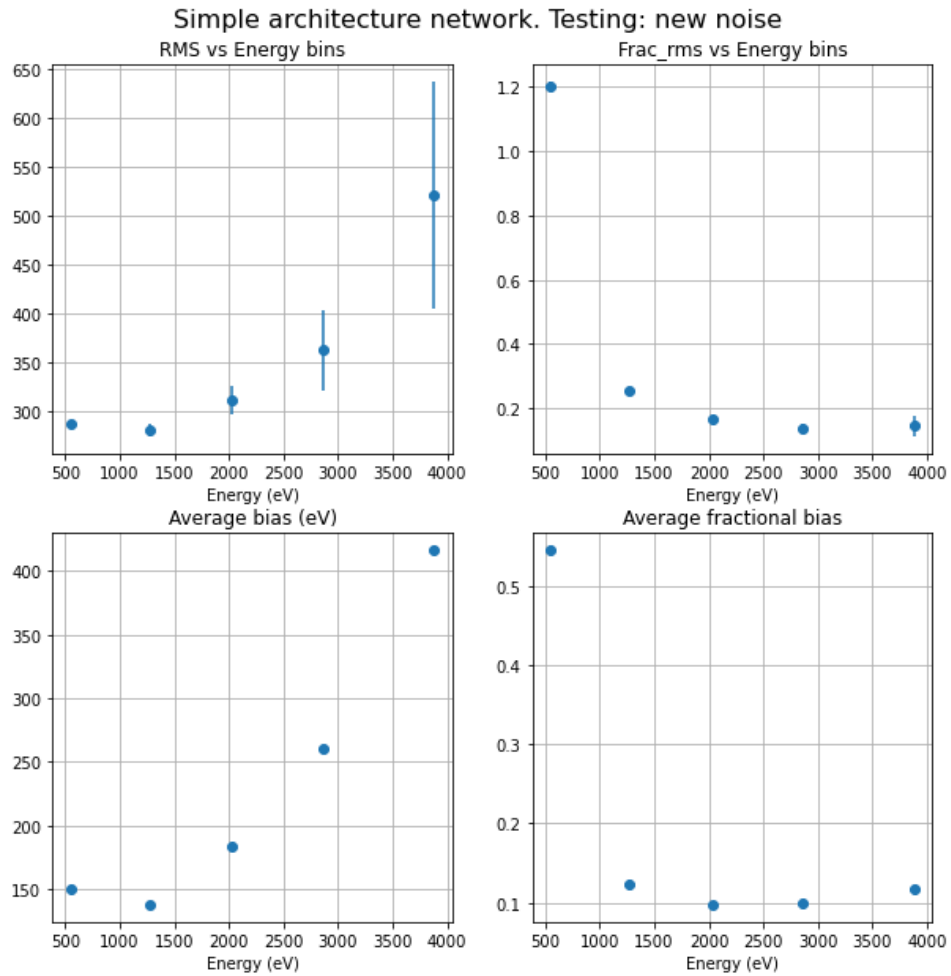 Simple architecture network. Testing: new noise
RMS vs Energy bins
650
600
550
500
450
400
350
300
500 1000 1500 2000 2500 3000 3500 4000
Energy (eV)
Frac_rms vs Energy bins
1.2
1.0
0.8
0.6
0.4
0.2
500 1000 1500 2000 2500 3000 3500 4000
Energy (eV)
Average bias (eV)
400
350
300
250
200
150
500 1000 1500 2000 2500 3000 3500 4000
Energy (eV)
Average fractional bias
0.5
0.4
0.3
0.2
0.1
500 1000 1500 2000 2500 3000 3500 4000
Energy (eV)